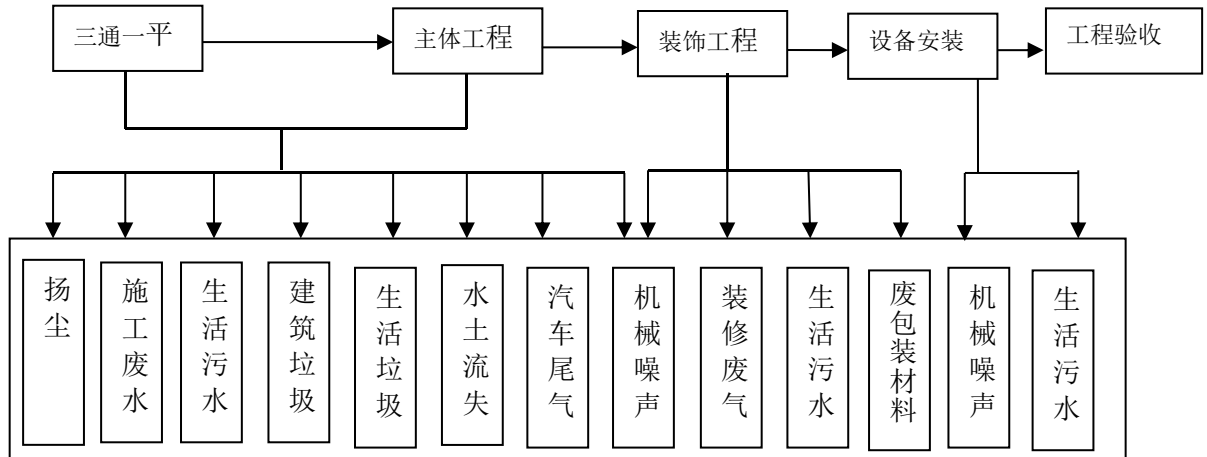 三通一平
主体工程
装饰工程
设备安装
工程验收
扬尘
施工废水
生活污水
建筑垃圾
生活垃圾
水土流失
汽车尾气
机械噪声
装修废气
生活污水
废包装材料
机械噪声
生活污水